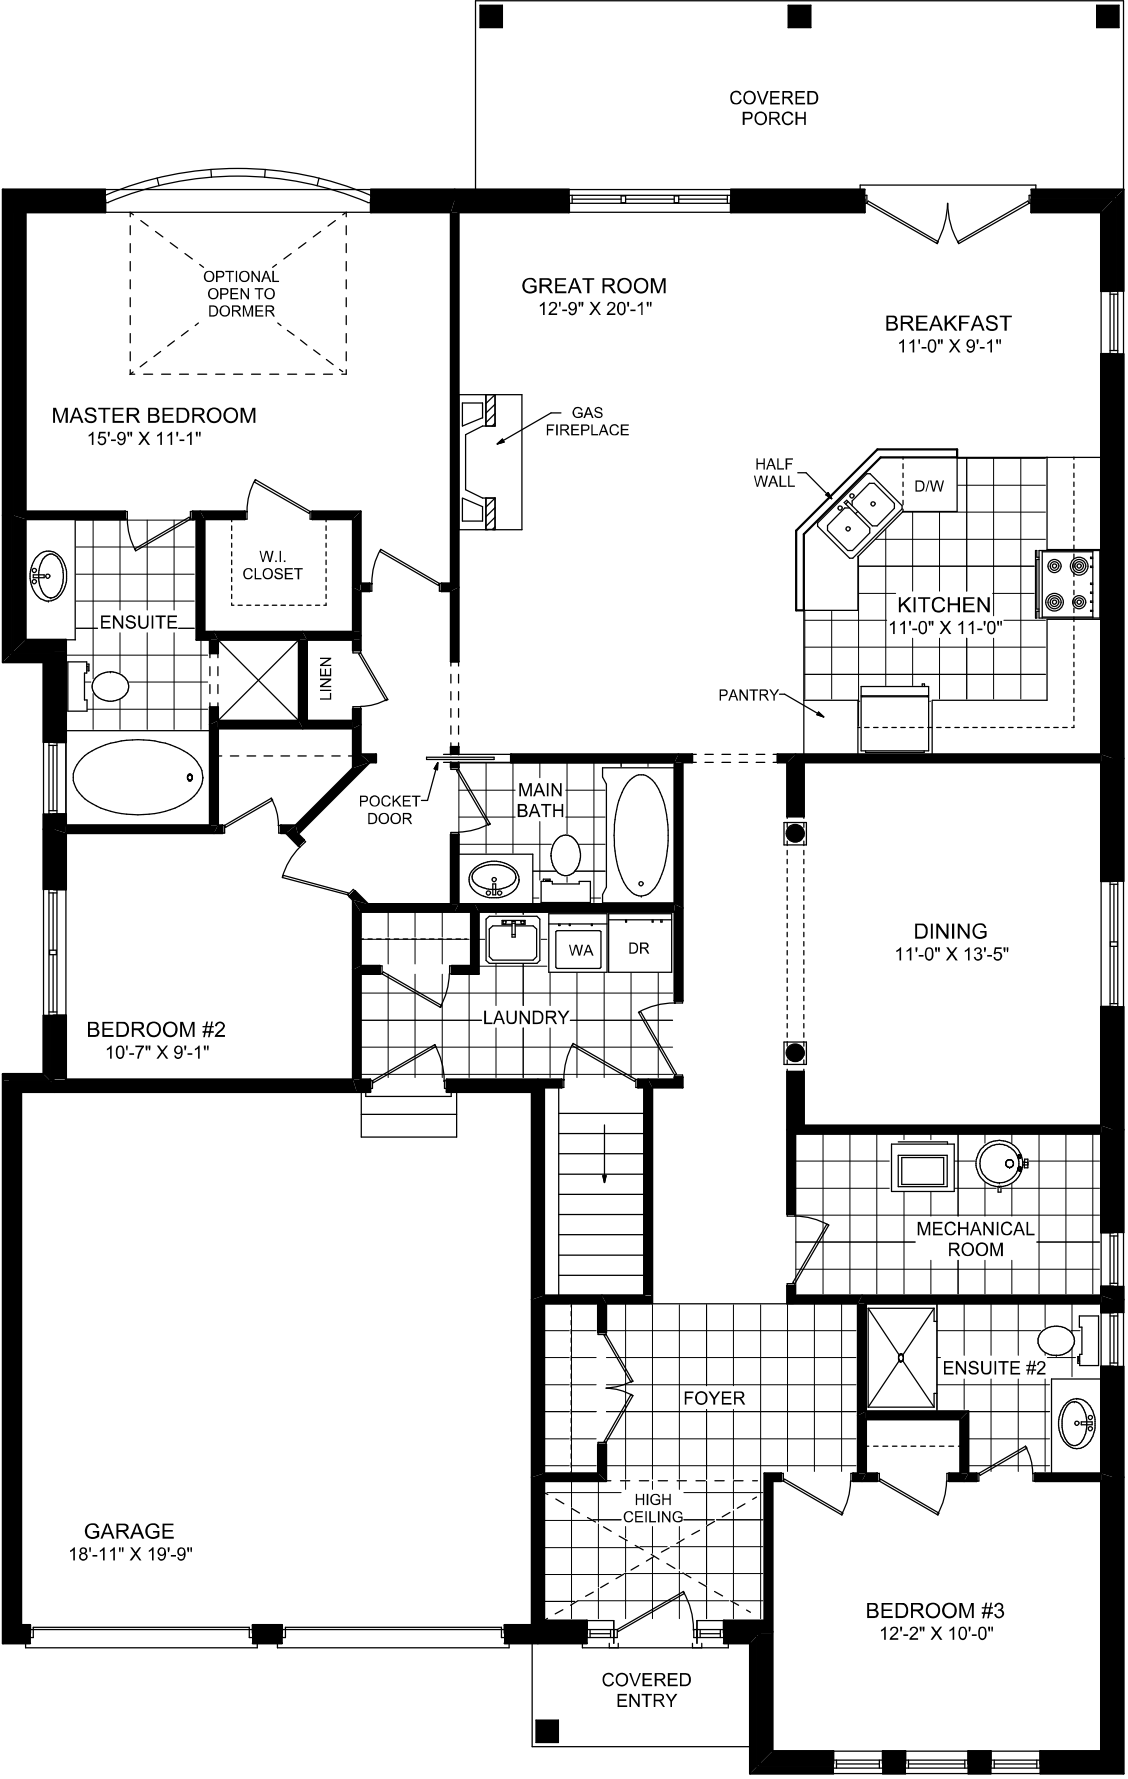 COVERED
PORCH
OPTIONAL
OPEN TO
DORMER
GREAT ROOM
12'-9" X 20'-1"
BREAKFAST
11'-0" X 9'-1"
MASTER BEDROOM
15'-9" X 11'-1"
GAS
FIREPLACE
HALF
WALL
D/W
W.I.
CLOSET
ENSUITE
KITCHEN
11'-0" X 11-'0"
LINEN
PANTRY
POCKET
DOOR
MAIN
BATH
DINING
11'-0" X 13'-5"
WA
DR
LAUNDRY
BEDROOM #2
10'-7" X 9'-1"
MECHANICAL
ROOM
ENSUITE #2
FOYER
HIGH
CEILING
GARAGE
18'-11" X 19'-9"
BEDROOM #3
12'-2" X 10'-0"
COVERED
ENTRY